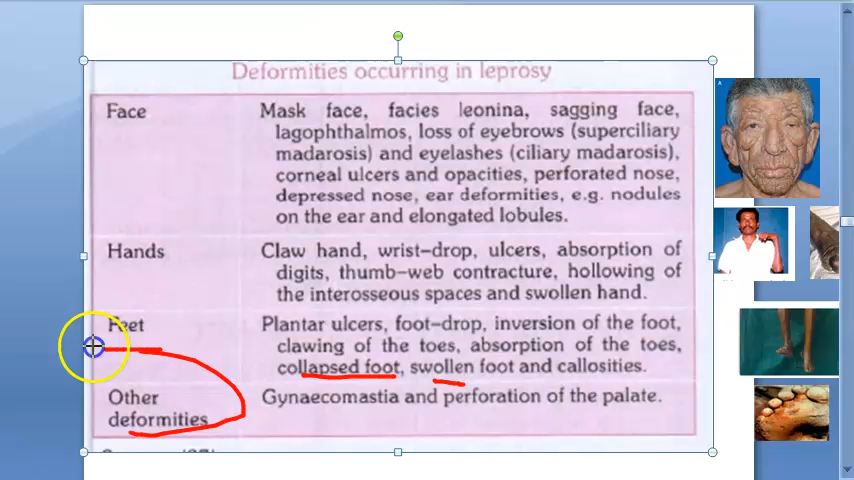 Deformities occurring in leprosy
Face
Mask face, facies leonina, sagging face,
lagophthalmos, loss of eyebrows (superciliary
madarosis) and eyelashes (ciliary madarosis),
corneal ulcers and opacities, perforated nose,
depressed nose, ear deformities, e.g. nodules
on the ear and elongated lobules.
Hands
Claw hand, wrist-drop, ulcers, absorption of
digits, thumb-web contracture, hollowing of
the interosseous spaces and swollen hand.
Feet
Plantar ulcers, foot-drop, inversion of the foot,
clawing of the toes, absorption of the toes,
collapsed foot, swollen foot and callosities.
Other
deformities
Gynaecomastia and perforation of the palate.